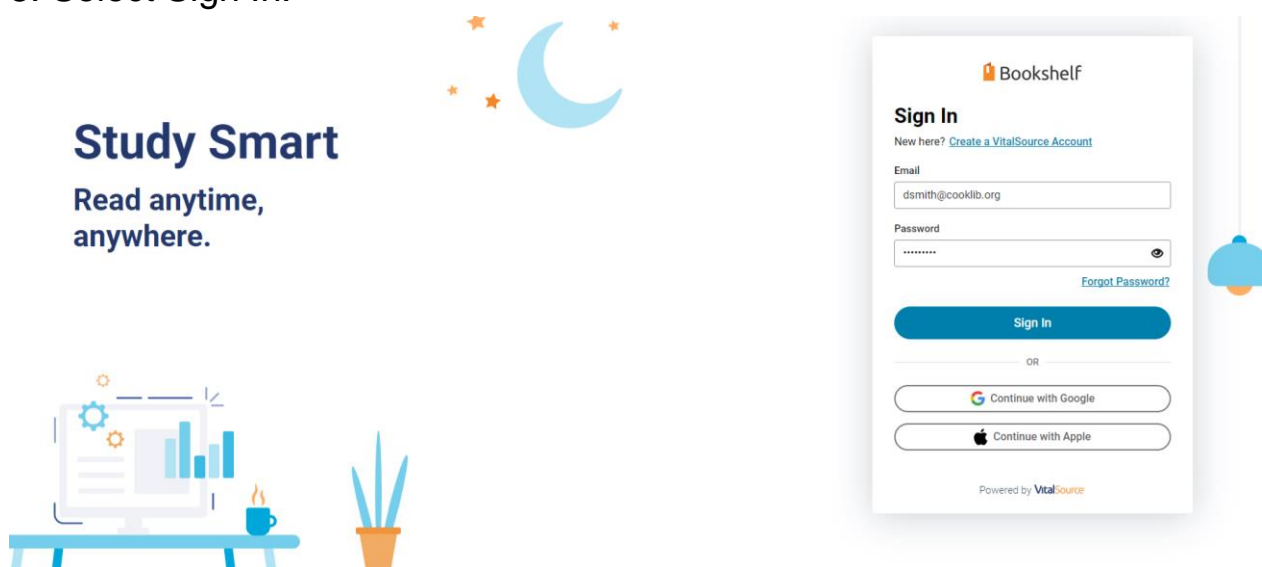 Study Smart
Read anytime,
anywhere.
Bookshelf
Sign In
New here? Create a VitalSource Account
Email
dsmith@cooklib.org
Password
•••••••••
Forgot Password?
Sign In
OR
Continue with Google
Continue with Apple
Powered by VitalSource